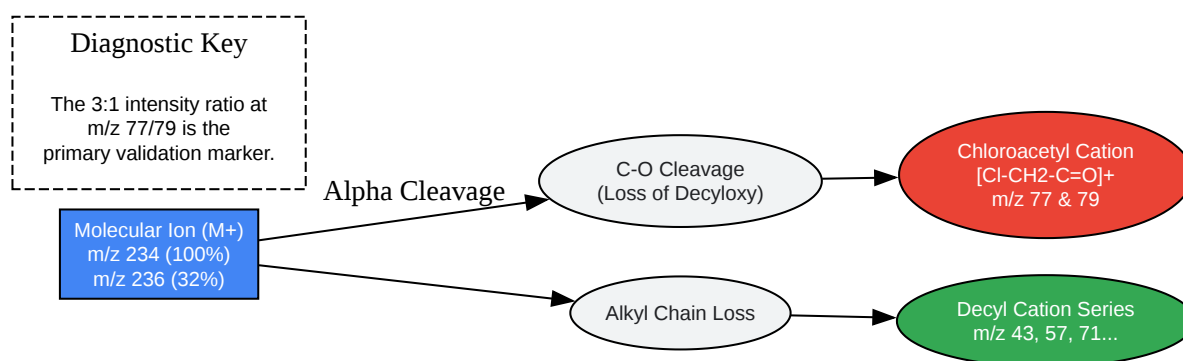 Diagnostic Key
The 3:1 intensity ratio at
m/z 77/79 is the
primary validation marker.
Molecular Ion (M+)
m/z 234 (100%)
m/z 236 (32%)
Alpha Cleavage
C-O Cleavage
(Loss of Decyloxy)
Chloroacetyl Cation
[Cl-CH2-C=O]+
m/z 77 & 79
Alkyl Chain Loss
Decyl Cation Series
m/z 43, 57, 71...